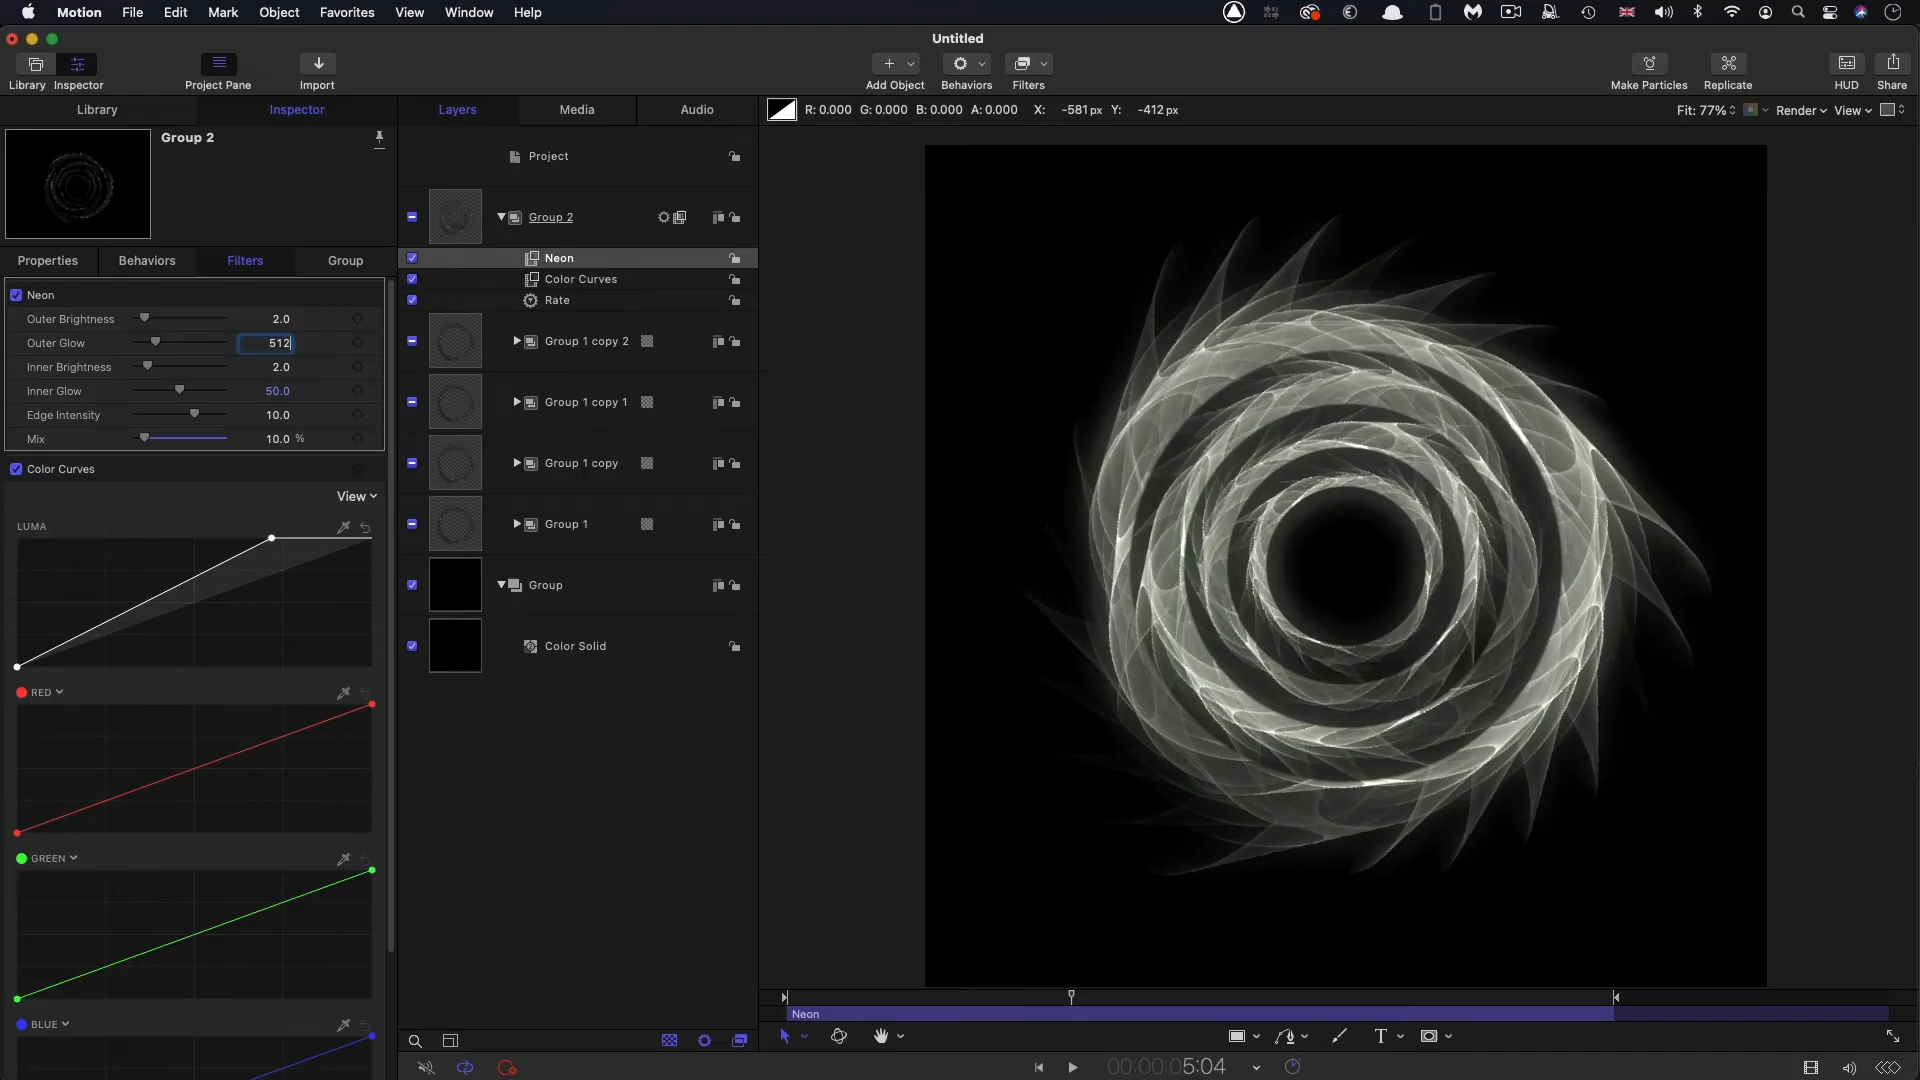 Motion File Edit Mark Object Favorites View Window Help
Untitled
Library Inspector Project Pane Import Add Object Behaviors Filters Make Particles Replicate HUD Share
Library Inspector Layers Media Audio R: 0.000 G: 0.000 B: 0.000 A: 0.000 X: -581 px Y: -412 px Fit: 77% Render View
Group 2
Project
Group 2
Properties Behaviors Filters Group
Neon
Color Curves
Rate
Neon
Outer Brightness 2.0
Outer Glow 512
Inner Brightness 2.0
Inner Glow 50.0
Edge Intensity 10.0
Mix 10.0 %
Group 1 copy 2
Group 1 copy 1
Group 1 copy
Group 1
Group
Color Solid
Color Curves
View
LUMA
RED
GREEN
BLUE
Neon
T
00:00:05:04